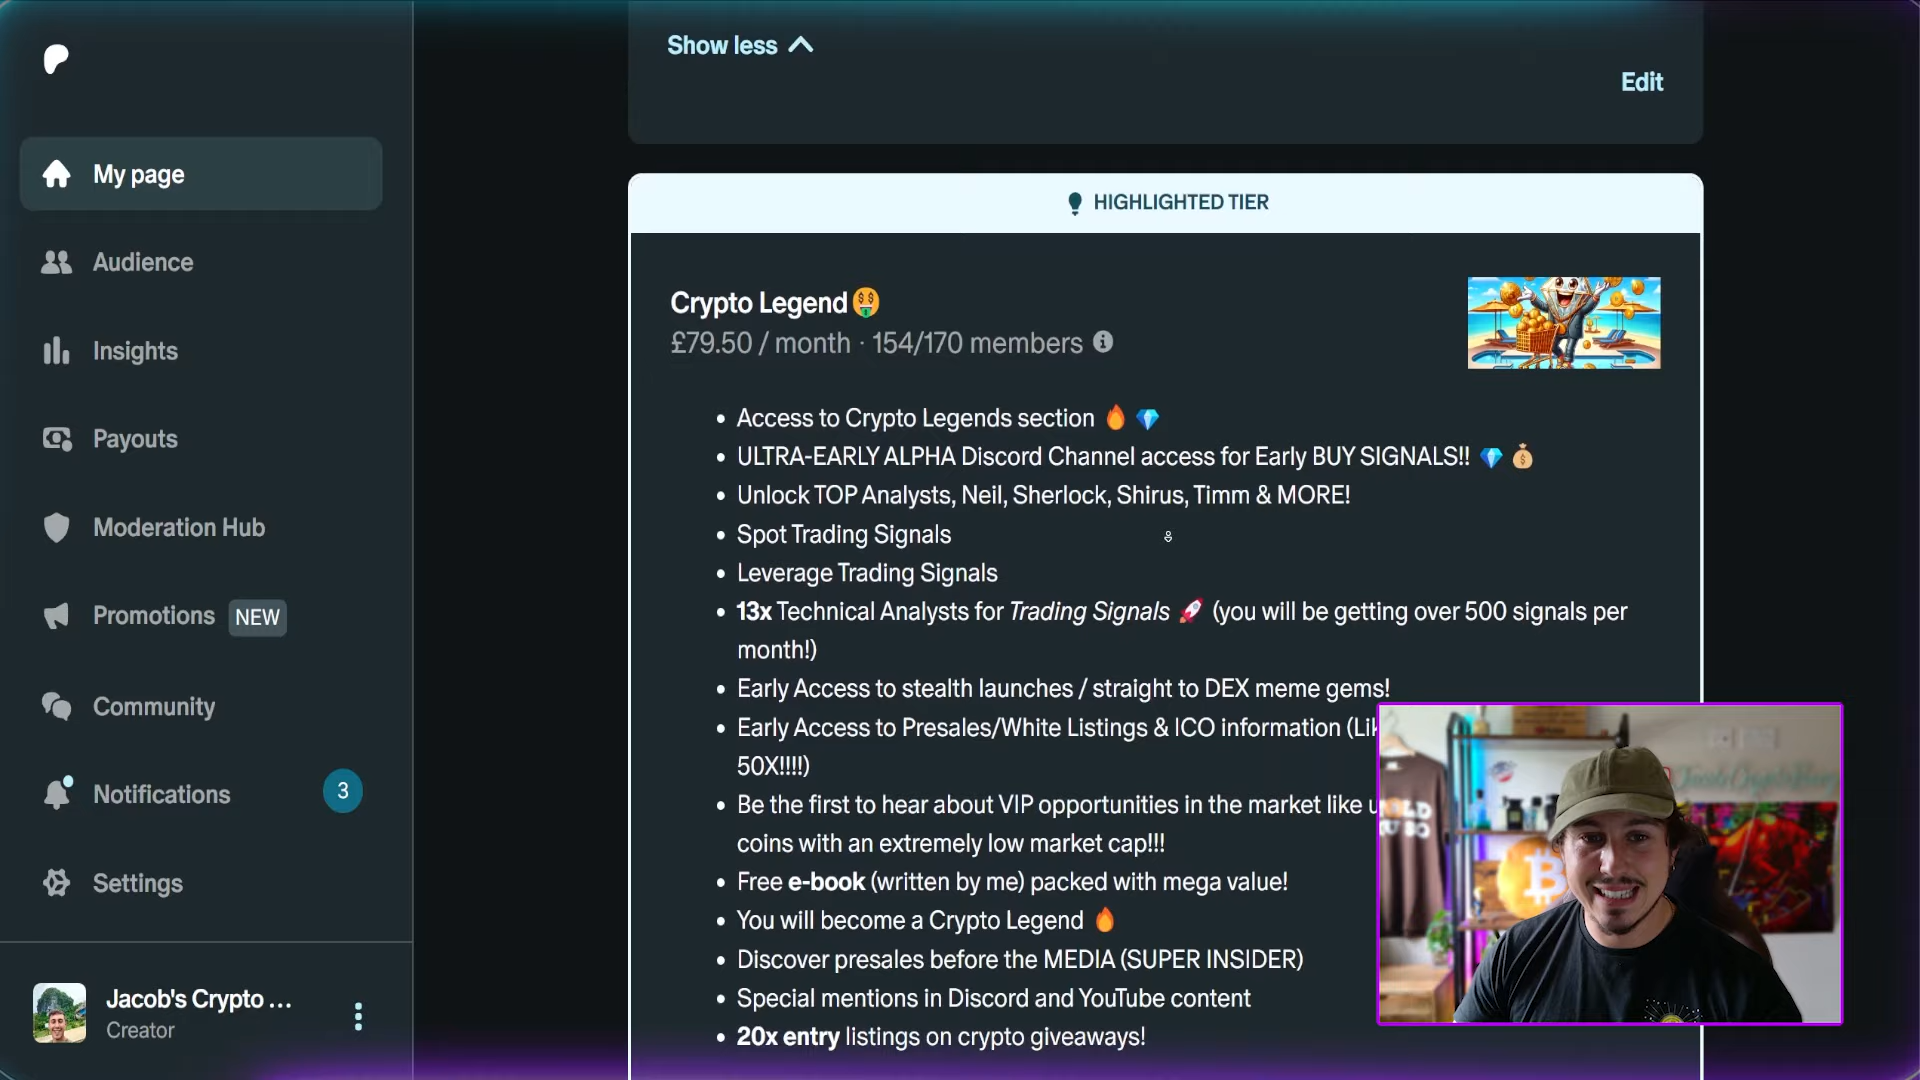 Show less
Edit
My page
Audience
Insights
Payouts
Moderation Hub
Promotions NEW
Community
Notifications 3
Settings
Jacob's Crypto ...
Creator
HIGHLIGHTED TIER
Crypto Legend🤑
£79.50 / month · 154/170 members
• Access to Crypto Legends section 🔥 💎
• ULTRA-EARLY ALPHA Discord Channel access for Early BUY SIGNALS!! 💎 💰
• Unlock TOP Analysts, Neil, Sherlock, Shirus, Timm & MORE!
• Spot Trading Signals
• Leverage Trading Signals
• 13x Technical Analysts for Trading Signals 🚀 (you will be getting over 500 signals per
month!)
• Early Access to stealth launches / straight to DEX meme gems!
• Early Access to Presales/White Listings & ICO information
50X!!!!)
• Be the first to hear about VIP opportunities in the market like
coins with an extremely low market cap!!!
• Free e-book (written by me) packed with mega value!
• You will become a Crypto Legend 🔥
• Discover presales before the MEDIA (SUPER INSIDER)
• Special mentions in Discord and YouTube content
• 20x entry listings on crypto giveaways!